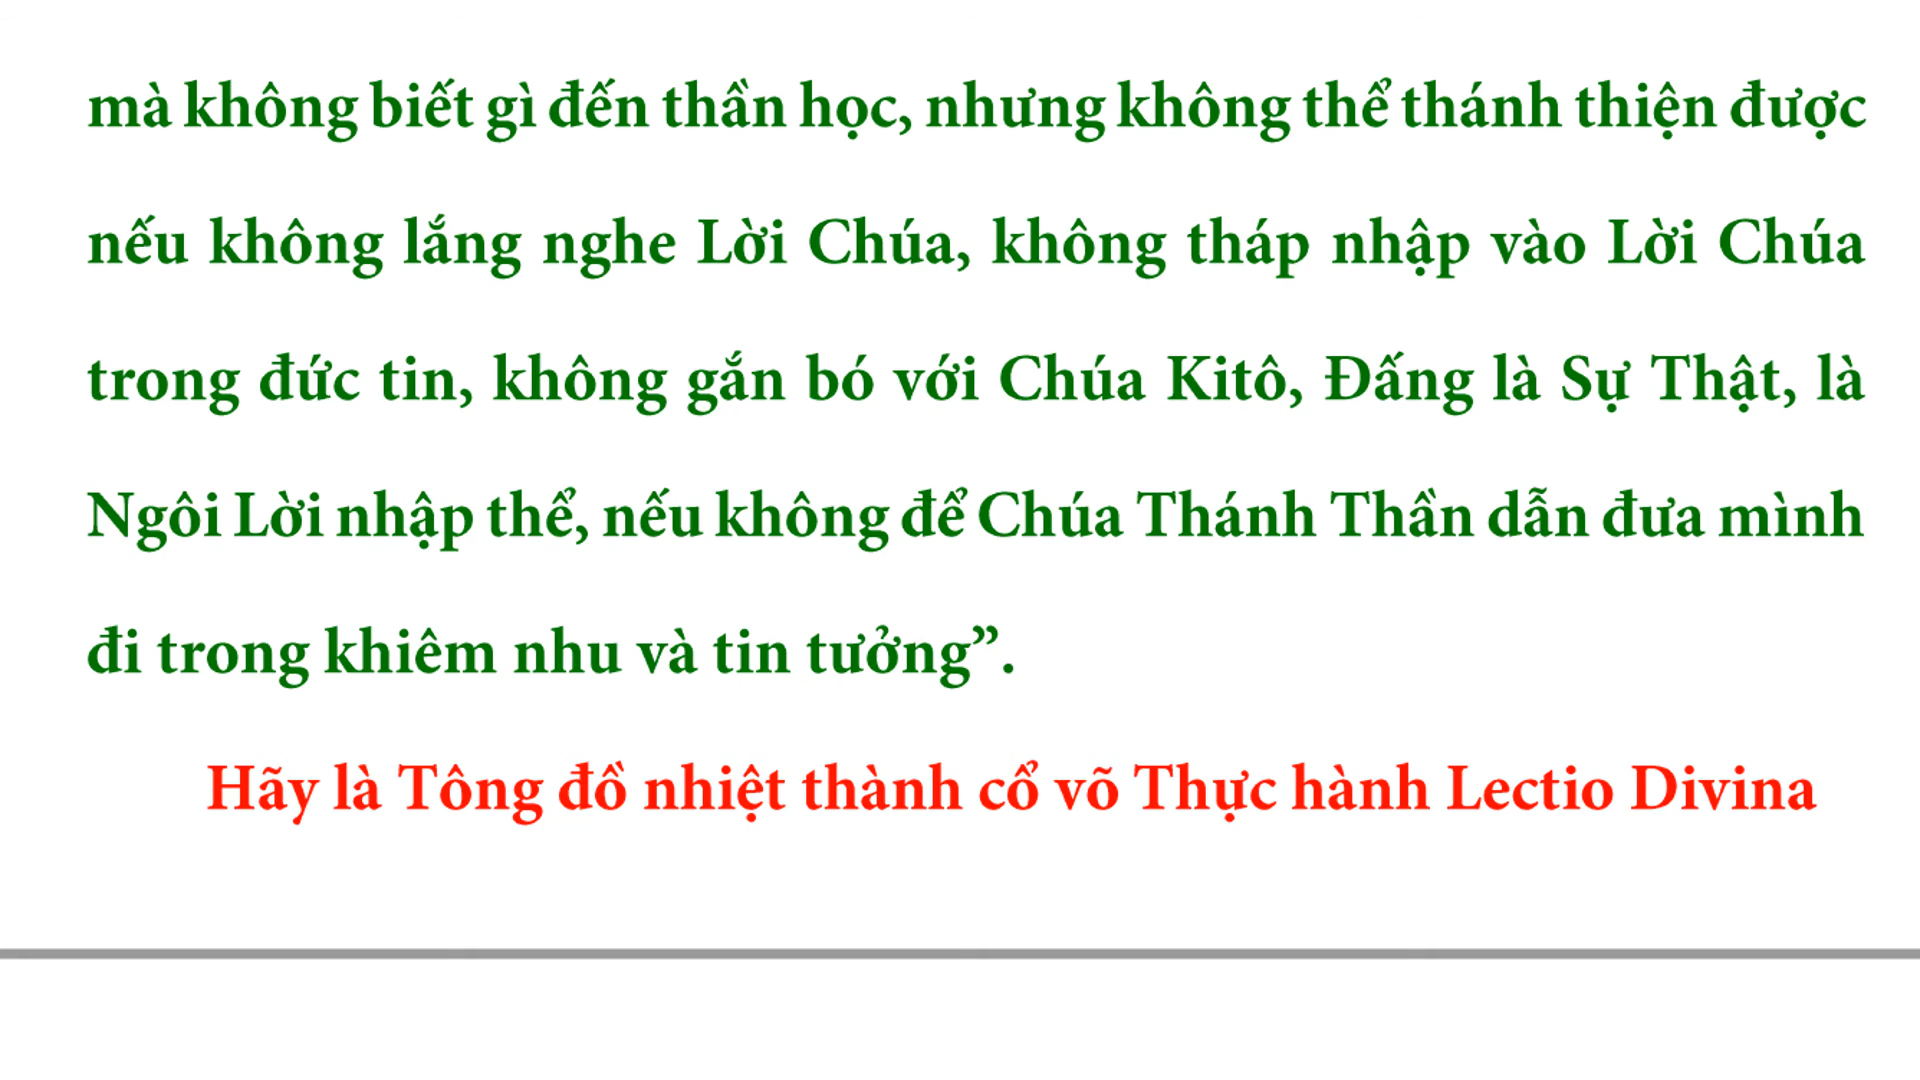 mà không biết gì đến thần học, nhưng không thể thánh thiện được
nếu không lắng nghe Lời Chúa, không tháp nhập vào Lời Chúa
trong đức tin, không gắn bó với Chúa Kitô, Đấng là Sự Thật, là
Ngôi Lời nhập thể, nếu không để Chúa Thánh Thần dẫn đưa mình
đi trong khiêm nhu và tin tưởng”.
Hãy là Tông đồ nhiệt thành cổ võ Thực hành Lectio Divina